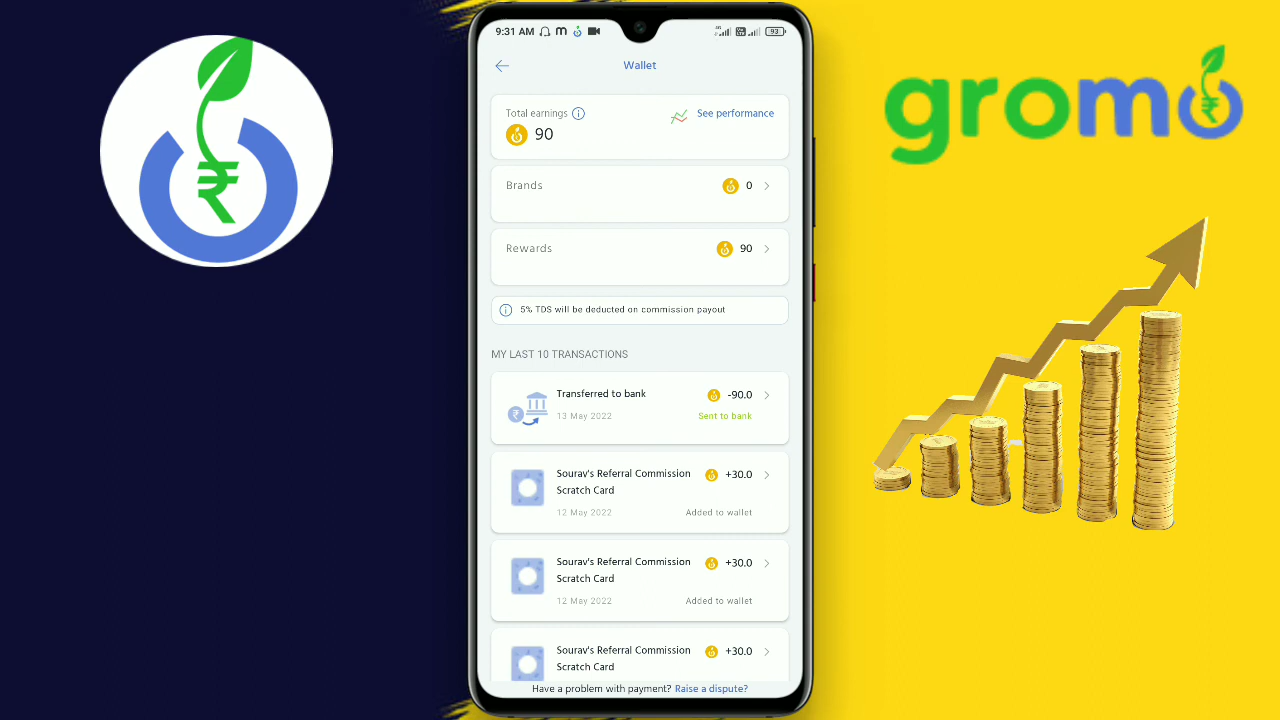 9:31 AM
93
Wallet
gromo
Total earnings
See performance
90
Brands
0
Rewards
90
5% TDS will be deducted on commission payout
MY LAST 10 TRANSACTIONS
Transferred to bank
-90.0
13 May 2022
Sent to bank
Sourav's Referral Commission
+30.0
Scratch Card
12 May 2022
Added to wallet
Sourav's Referral Commission
+30.0
Scratch Card
12 May 2022
Added to wallet
Sourav's Referral Commission
+30.0
Scratch Card
Have a problem with payment? Raise a dispute?